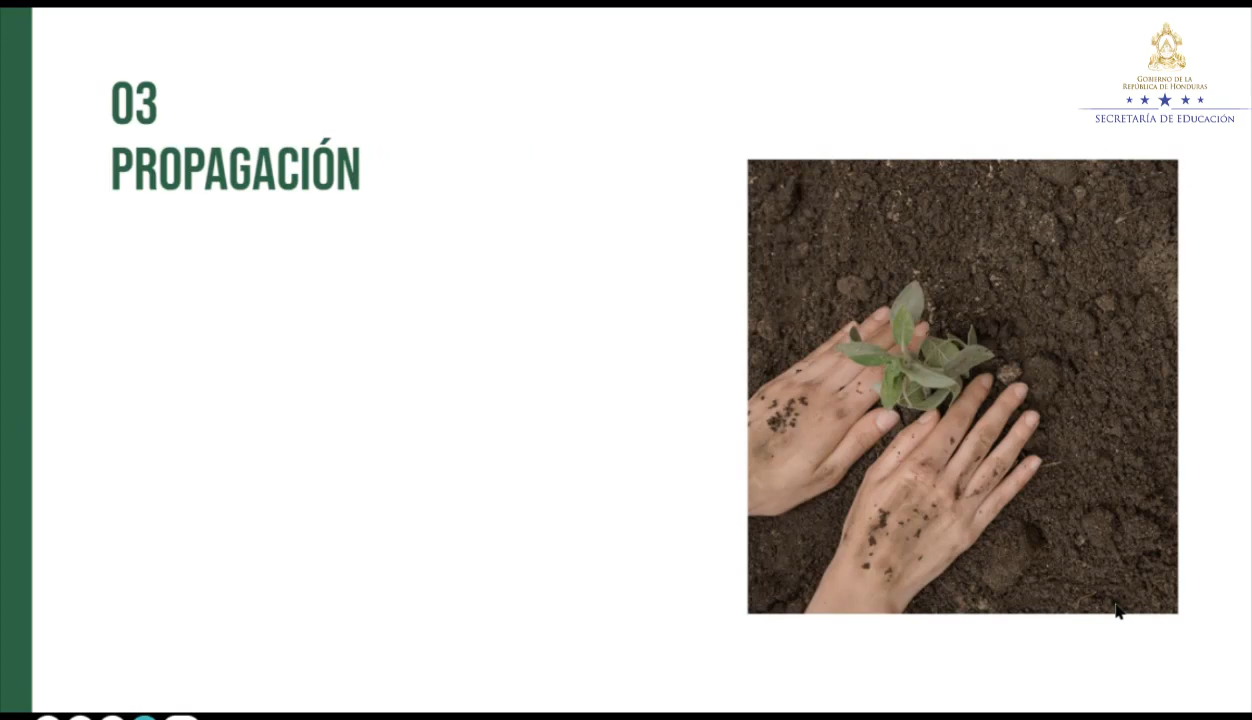 03
PROPAGACIÓN
GOBIERNO DE LA
REPÚBLICA DE HONDURAS
SECRETARÍA DE EDUCACIÓN